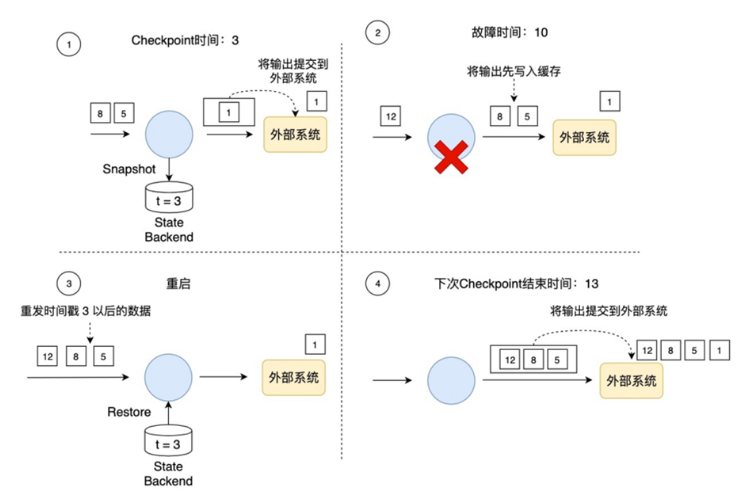 1
Checkpoint时间：3
将输出提交到
外部系统
8 5
1
1
外部系统
Snapshot
t = 3
State
Backend
2
故障时间：10
将输出先写入缓存
12
8 5
1
外部系统
3
重启
重发时间戳 3 以后的数据
12 8 5
1
外部系统
Restore
t = 3
State
Backend
4
下次Checkpoint结束时间：13
将输出提交到外部系统
12 8 5
12 8 5 1
外部系统